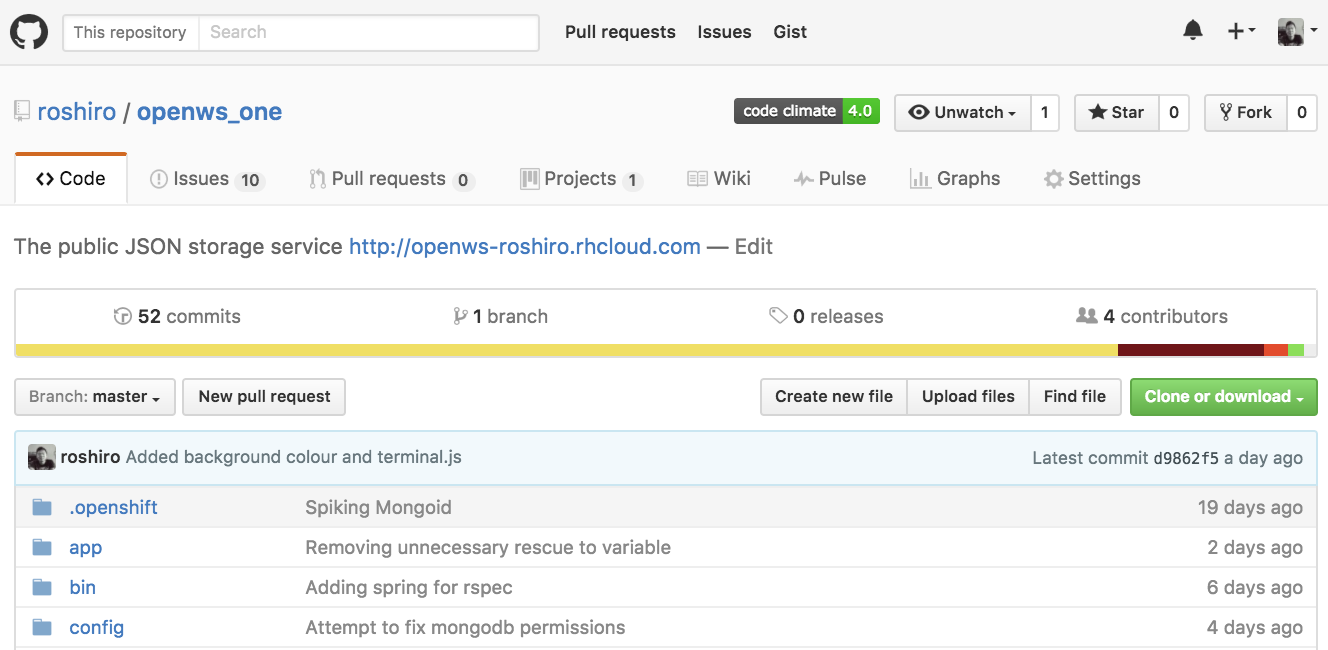 This repository Search Pull requests Issues Gist
roshiro / openws_one code climate 4.0 Unwatch 1 Star 0 Fork 0
Code Issues 10 Pull requests 0 Projects 1 Wiki Pulse Graphs Settings
The public JSON storage service http://openws-roshiro.rhcloud.com — Edit
52 commits 1 branch 0 releases 4 contributors
Branch: master New pull request Create new file Upload files Find file Clone or download
roshiro Added background colour and terminal.js Latest commit d9862f5 a day ago
.openshift Spiking Mongoid 19 days ago
app Removing unnecessary rescue to variable 2 days ago
bin Adding spring for rspec 6 days ago
config Attempt to fix mongodb permissions 4 days ago